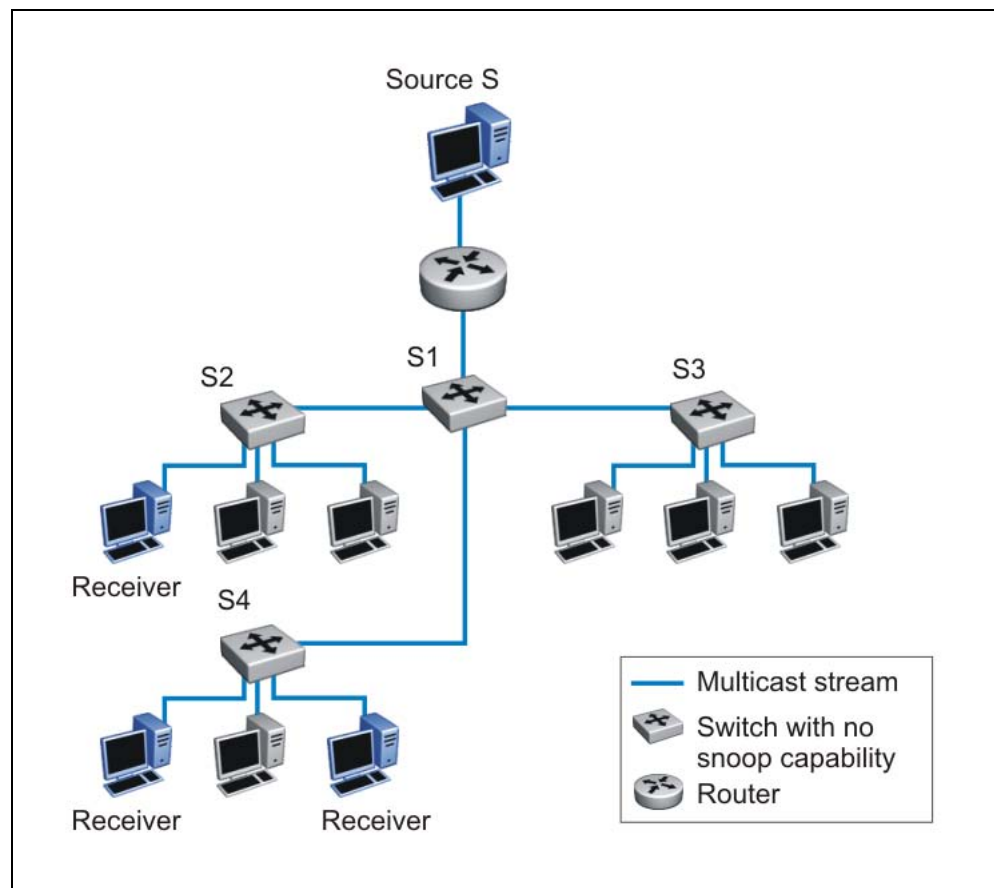 Source S
S1
S2
S3
Receiver
S4
Receiver
Receiver
Multicast stream
Switch with no
snoop capability
Router